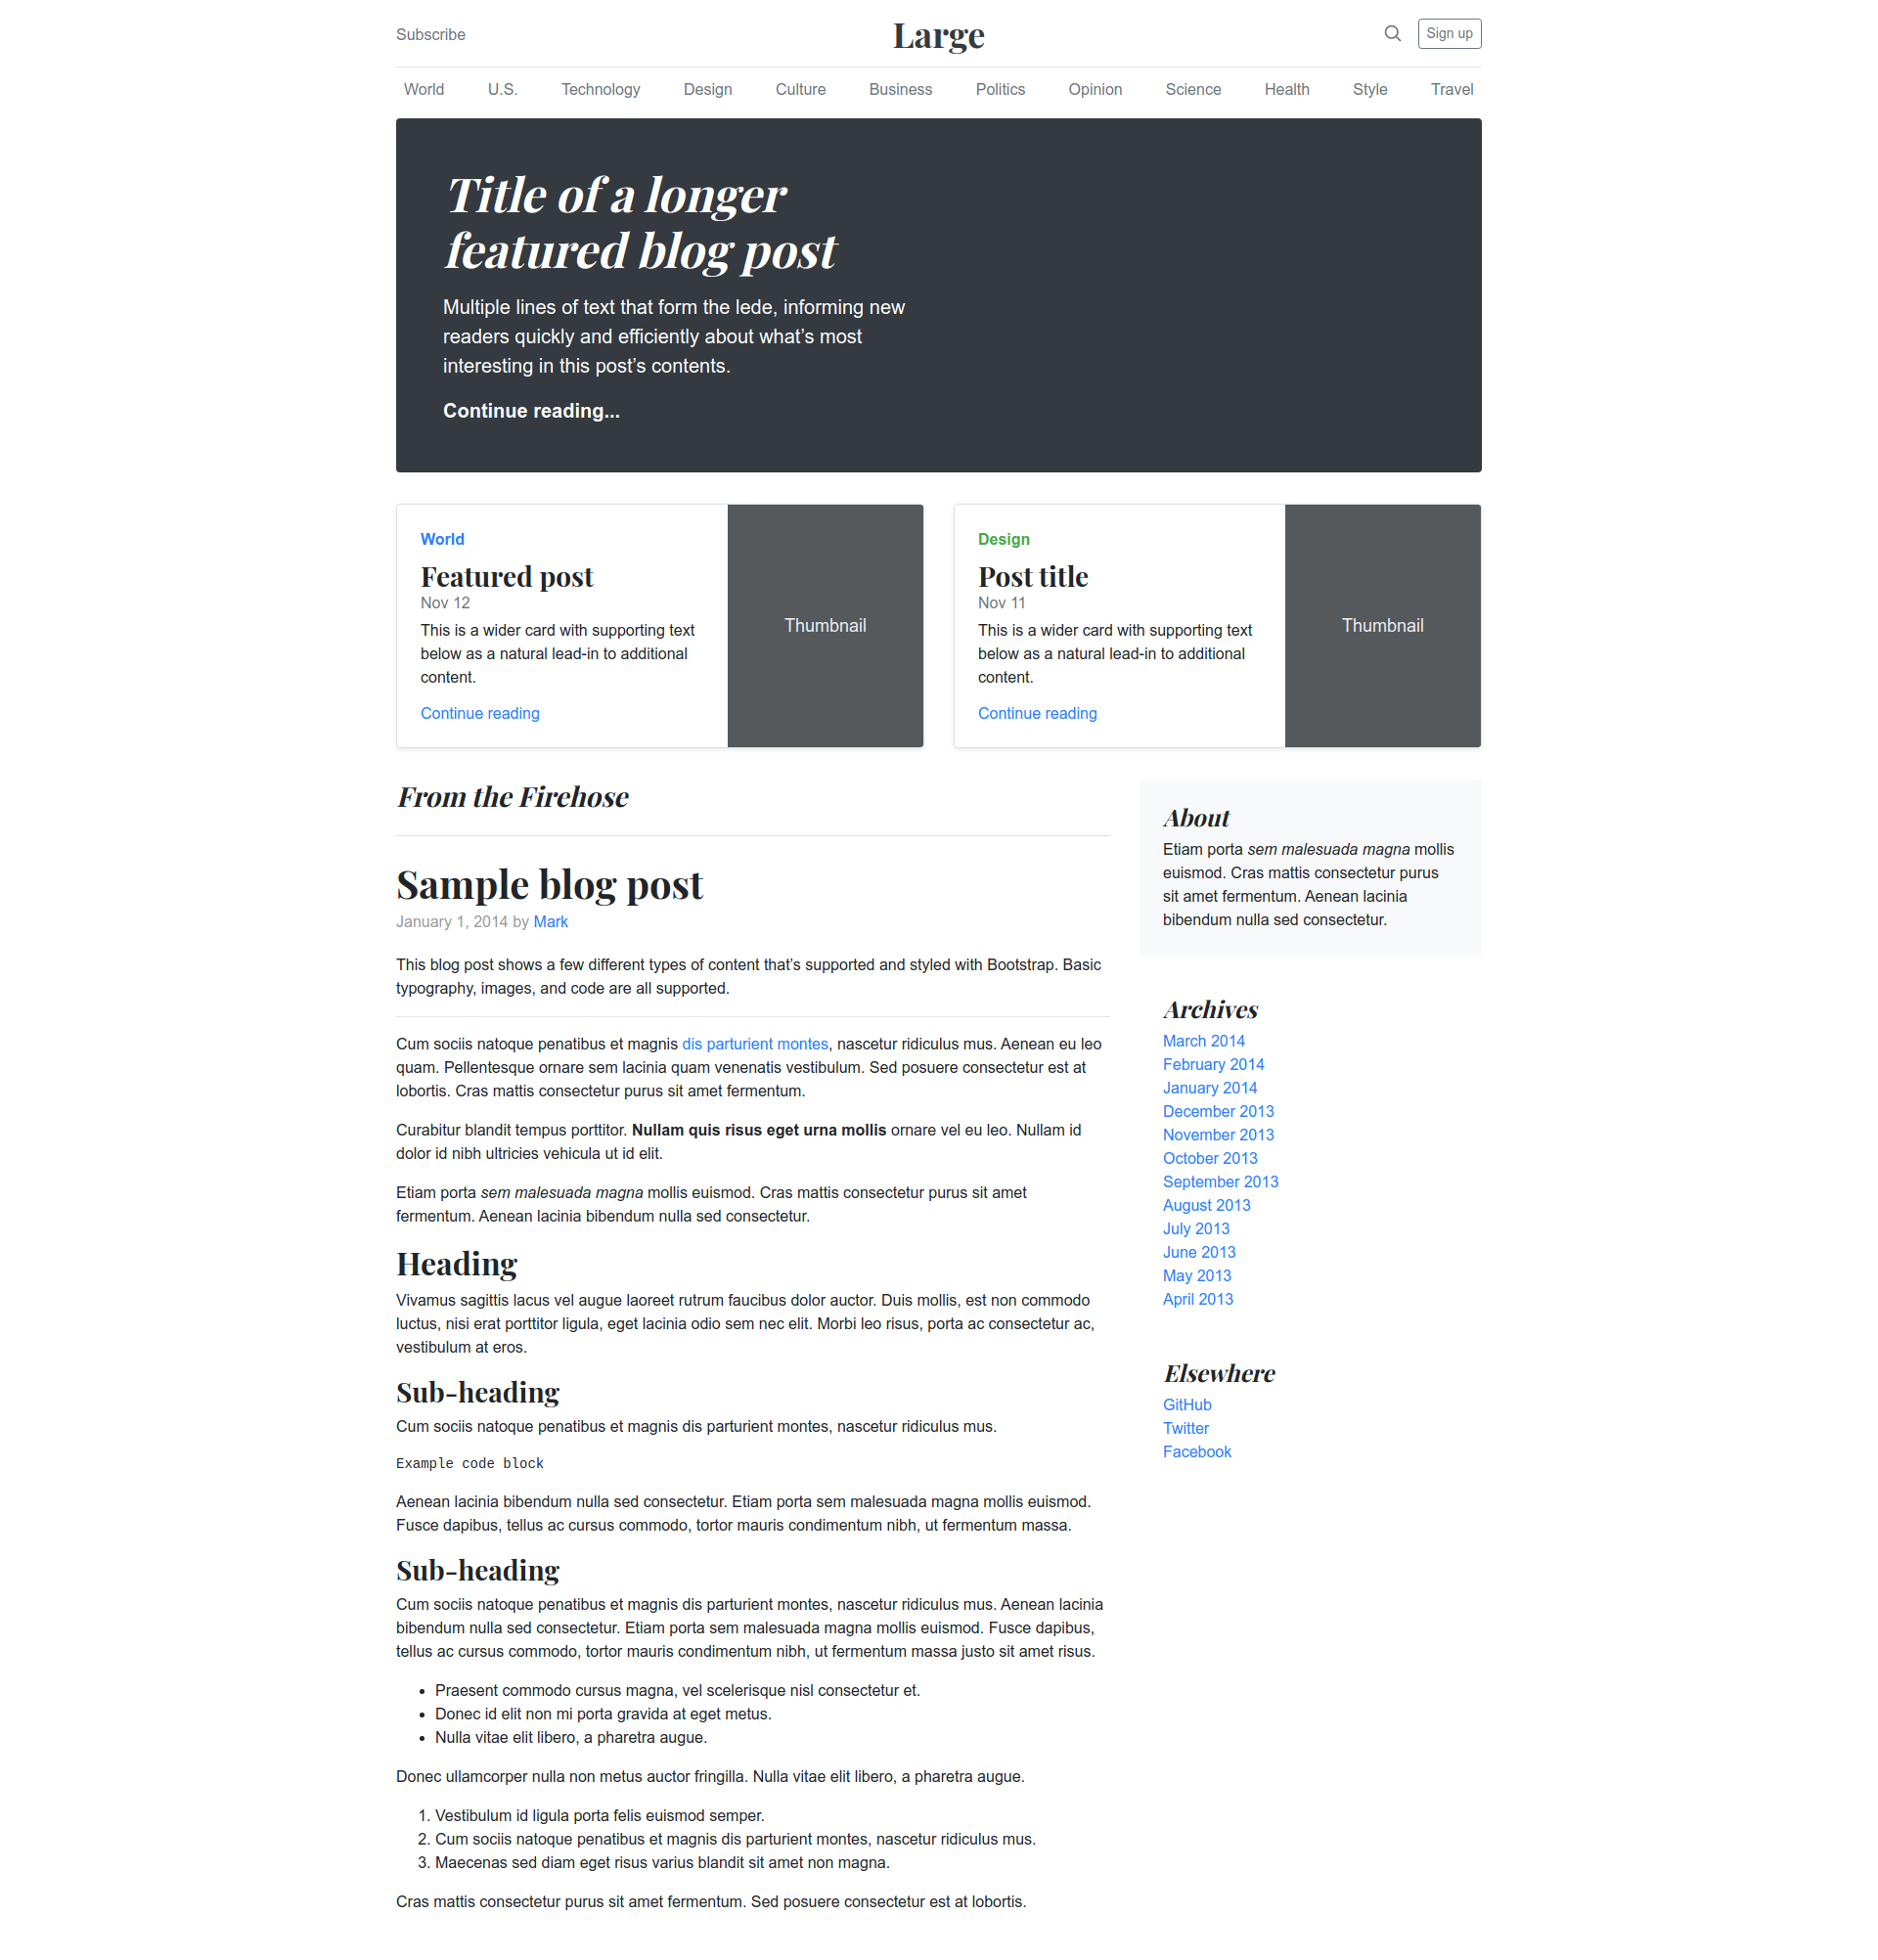 Subscribe
Large
Sign up
World U.S. Technology Design Culture Business Politics Opinion Science Health Style Travel
Title of a longer
featured blog post
Multiple lines of text that form the lede, informing new
readers quickly and efficiently about what’s most
interesting in this post’s contents.
Continue reading...
World
Featured post
Nov 12
This is a wider card with supporting text
below as a natural lead-in to additional
content.
Continue reading
Thumbnail
Design
Post title
Nov 11
This is a wider card with supporting text
below as a natural lead-in to additional
content.
Continue reading
Thumbnail
From the Firehose
Sample blog post
January 1, 2014 by Mark
This blog post shows a few different types of content that’s supported and styled with Bootstrap. Basic
typography, images, and code are all supported.
Cum sociis natoque penatibus et magnis dis parturient montes, nascetur ridiculus mus. Aenean eu leo
quam. Pellentesque ornare sem lacinia quam venenatis vestibulum. Sed posuere consectetur est at
lobortis. Cras mattis consectetur purus sit amet fermentum.
Curabitur blandit tempus porttitor. Nullam quis risus eget urna mollis ornare vel eu leo. Nullam id
dolor id nibh ultricies vehicula ut id elit.
Etiam porta sem malesuada magna mollis euismod. Cras mattis consectetur purus sit amet
fermentum. Aenean lacinia bibendum nulla sed consectetur.
Heading
Vivamus sagittis lacus vel augue laoreet rutrum faucibus dolor auctor. Duis mollis, est non commodo
luctus, nisi erat porttitor ligula, eget lacinia odio sem nec elit. Morbi leo risus, porta ac consectetur ac,
vestibulum at eros.
Sub-heading
Cum sociis natoque penatibus et magnis dis parturient montes, nascetur ridiculus mus.
Example code block
Aenean lacinia bibendum nulla sed consectetur. Etiam porta sem malesuada magna mollis euismod.
Fusce dapibus, tellus ac cursus commodo, tortor mauris condimentum nibh, ut fermentum massa.
Sub-heading
Cum sociis natoque penatibus et magnis dis parturient montes, nascetur ridiculus mus. Aenean lacinia
bibendum nulla sed consectetur. Etiam porta sem malesuada magna mollis euismod. Fusce dapibus,
tellus ac cursus commodo, tortor mauris condimentum nibh, ut fermentum massa justo sit amet risus.
• Praesent commodo cursus magna, vel scelerisque nisl consectetur et.
• Donec id elit non mi porta gravida at eget metus.
• Nulla vitae elit libero, a pharetra augue.
Donec ullamcorper nulla non metus auctor fringilla. Nulla vitae elit libero, a pharetra augue.
1. Vestibulum id ligula porta felis euismod semper.
2. Cum sociis natoque penatibus et magnis dis parturient montes, nascetur ridiculus mus.
3. Maecenas sed diam eget risus varius blandit sit amet non magna.
Cras mattis consectetur purus sit amet fermentum. Sed posuere consectetur est at lobortis.
About
Etiam porta sem malesuada magna mollis
euismod. Cras mattis consectetur purus
sit amet fermentum. Aenean lacinia
bibendum nulla sed consectetur.
Archives
March 2014
February 2014
January 2014
December 2013
November 2013
October 2013
September 2013
August 2013
July 2013
June 2013
May 2013
April 2013
Elsewhere
GitHub
Twitter
Facebook